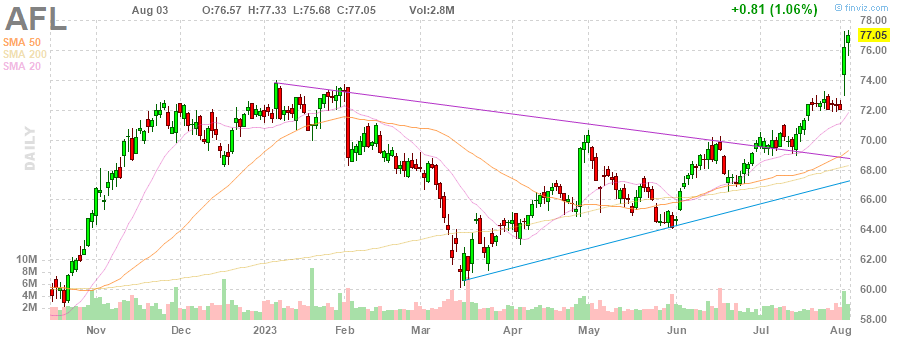 AFL Aug 03 O:76.57 H:77.33 L:75.68 C:77.05 Vol:2.8M +0.81 (1.06%) finviz.com
SMA 50
SMA 200
SMA 20
DAILY
78.00
77.05
76.00
74.00
72.00
70.00
68.00
66.00
64.00
62.00
60.00
58.00
10M
8M
6M
4M
2M
Nov Dec 2023 Feb Mar Apr May Jun Jul Aug